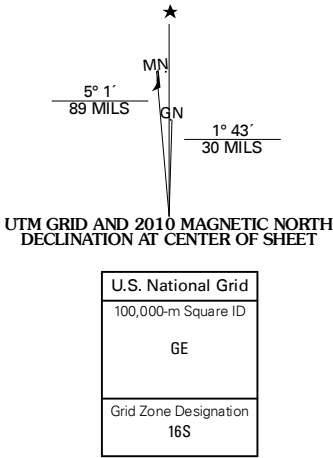 MN
5° 1´
89 MILS
GN
1° 43´
30 MILS
UTM GRID AND 2010 MAGNETIC NORTH
DECLINATION AT CENTER OF SHEET
U.S. National Grid
100,000-m Square ID
GE
Grid Zone Designation
16S